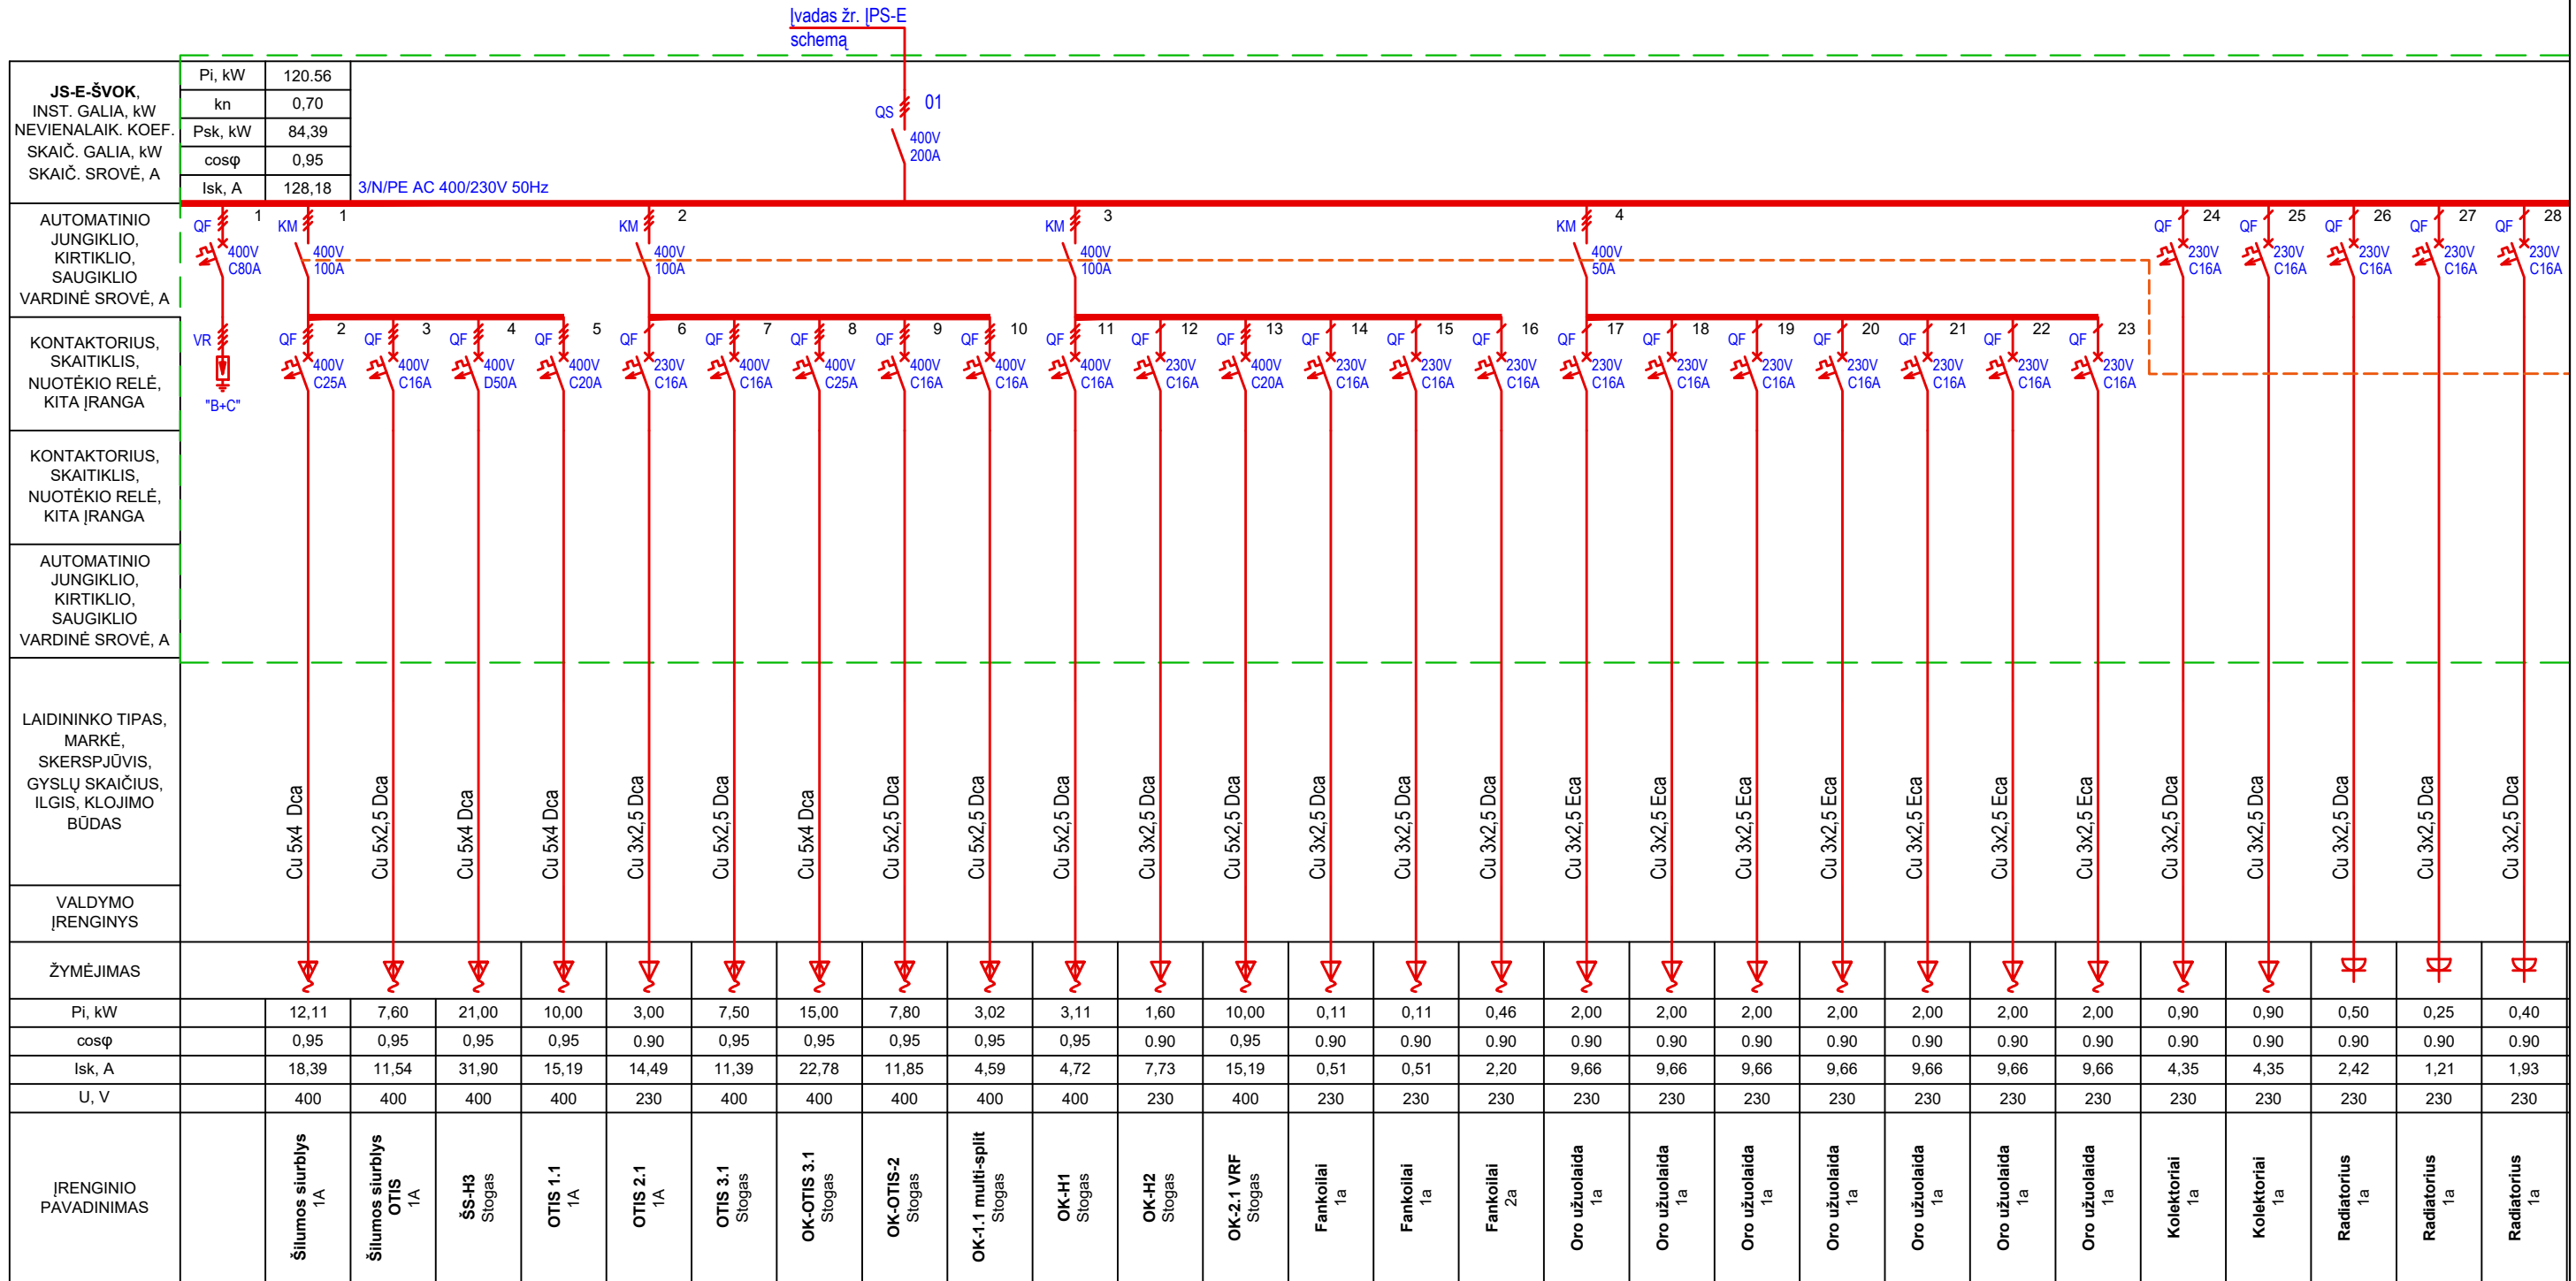 Įvadas žr. ĮPS-E
schemą
JS-E-ŠVOK,
INST. GALIA, kW
NEVIENALAIK. KOEF.
SKAIČ. GALIA, kW
SKAIČ. SROVĖ, A
Pi, kW 120.56
kn 0,70
Psk, kW 84,39
cosφ 0,95
Isk, A 128,18
3/N/PE AC 400/230V 50Hz
QS 01
400V
200A
AUTOMATINIO
JUNGIKLIO,
KIRTIKLIO,
SAUGIKLIO
VARDINĖ SROVĖ, A
QF 1
400V
C80A
KM 1
400V
100A
KM 2
400V
100A
KM 3
400V
100A
KM 4
400V
50A
QF 24
230V
C16A
QF 25
230V
C16A
QF 26
230V
C16A
QF 27
230V
C16A
QF 28
230V
C16A
KONTAKTORIUS,
SKAITIKLIS,
NUOTĖKIO RELĖ,
KITA ĮRANGA
VR
"B+C"
QF 2
400V
C25A
QF 3
400V
C16A
QF 4
400V
D50A
QF 5
400V
C20A
QF 6
230V
C16A
QF 7
400V
C16A
QF 8
400V
C25A
QF 9
400V
C16A
QF 10
400V
C16A
QF 11
400V
C16A
QF 12
230V
C16A
QF 13
400V
C20A
QF 14
230V
C16A
QF 15
230V
C16A
QF 16
230V
C16A
QF 17
230V
C16A
QF 18
230V
C16A
QF 19
230V
C16A
QF 20
230V
C16A
QF 21
230V
C16A
QF 22
230V
C16A
QF 23
230V
C16A
KONTAKTORIUS,
SKAITIKLIS,
NUOTĖKIO RELĖ,
KITA ĮRANGA
AUTOMATINIO
JUNGIKLIO,
KIRTIKLIO,
SAUGIKLIO
VARDINĖ SROVĖ, A
LAIDININKO TIPAS,
MARKĖ,
SKERSPJŪVIS,
GYSLŲ SKAIČIUS,
ILGIS, KLOJIMO
BŪDAS
Cu 5x4 Dca
Cu 5x2,5 Dca
Cu 5x4 Dca
Cu 5x4 Dca
Cu 3x2,5 Dca
Cu 5x2,5 Dca
Cu 5x4 Dca
Cu 5x2,5 Dca
Cu 5x2,5 Dca
Cu 5x2,5 Dca
Cu 3x2,5 Dca
Cu 5x2,5 Dca
Cu 3x2,5 Dca
Cu 3x2,5 Dca
Cu 3x2,5 Dca
Cu 3x2,5 Eca
Cu 3x2,5 Eca
Cu 3x2,5 Eca
Cu 3x2,5 Eca
Cu 3x2,5 Eca
Cu 3x2,5 Eca
Cu 3x2,5 Eca
Cu 3x2,5 Dca
Cu 3x2,5 Dca
Cu 3x2,5 Dca
Cu 3x2,5 Dca
Cu 3x2,5 Dca
VALDYMO
ĮRENGINYS
ŽYMĖJIMAS
Pi, kW 12,11 7,60 21,00 10,00 3,00 7,50 15,00 7,80 3,02 3,11 1,60 10,00 0,11 0,11 0,46 2,00 2,00 2,00 2,00 2,00 2,00 2,00 0,90 0,90 0,50 0,25 0,40
cosφ 0,95 0,95 0,95 0,95 0.90 0,95 0,95 0,95 0,95 0,95 0.90 0,95 0.90 0.90 0.90 0.90 0.90 0.90 0.90 0.90 0.90 0.90 0.90 0.90 0.90 0.90 0.90
Isk, A 18,39 11,54 31,90 15,19 14,49 11,39 22,78 11,85 4,59 4,72 7,73 15,19 0,51 0,51 2,20 9,66 9,66 9,66 9,66 9,66 9,66 9,66 4,35 4,35 2,42 1,21 1,93
U, V 400 400 400 400 230 400 400 400 400 400 230 400 230 230 230 230 230 230 230 230 230 230 230 230 230 230 230
ĮRENGINIO
PAVADINIMAS
Šilumos siurblys
1A
Šilumos siurblys
OTIS
1A
ŠS-H3
Stogas
OTIS 1.1
1A
OTIS 2.1
1A
OTIS 3.1
Stogas
OK-OTIS 3.1
Stogas
OK-OTIS-2
Stogas
OK-1.1 multi-split
Stogas
OK-H1
Stogas
OK-H2
Stogas
OK-2.1 VRF
Stogas
Fankoilai
1a
Fankoilai
1a
Fankoilai
2a
Oro užuolaida
1a
Oro užuolaida
1a
Oro užuolaida
1a
Oro užuolaida
1a
Oro užuolaida
1a
Oro užuolaida
1a
Oro užuolaida
1a
Kolektoriai
1a
Kolektoriai
1a
Radiatorius
1a
Radiatorius
1a
Radiatorius
1a